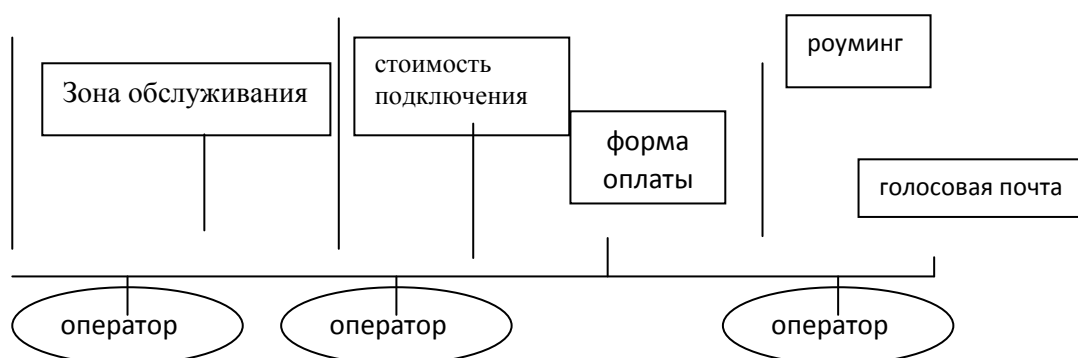 роуминг
стоимость
подключения
Зона обслуживания
форма
оплаты
голосовая почта
оператор
оператор
оператор